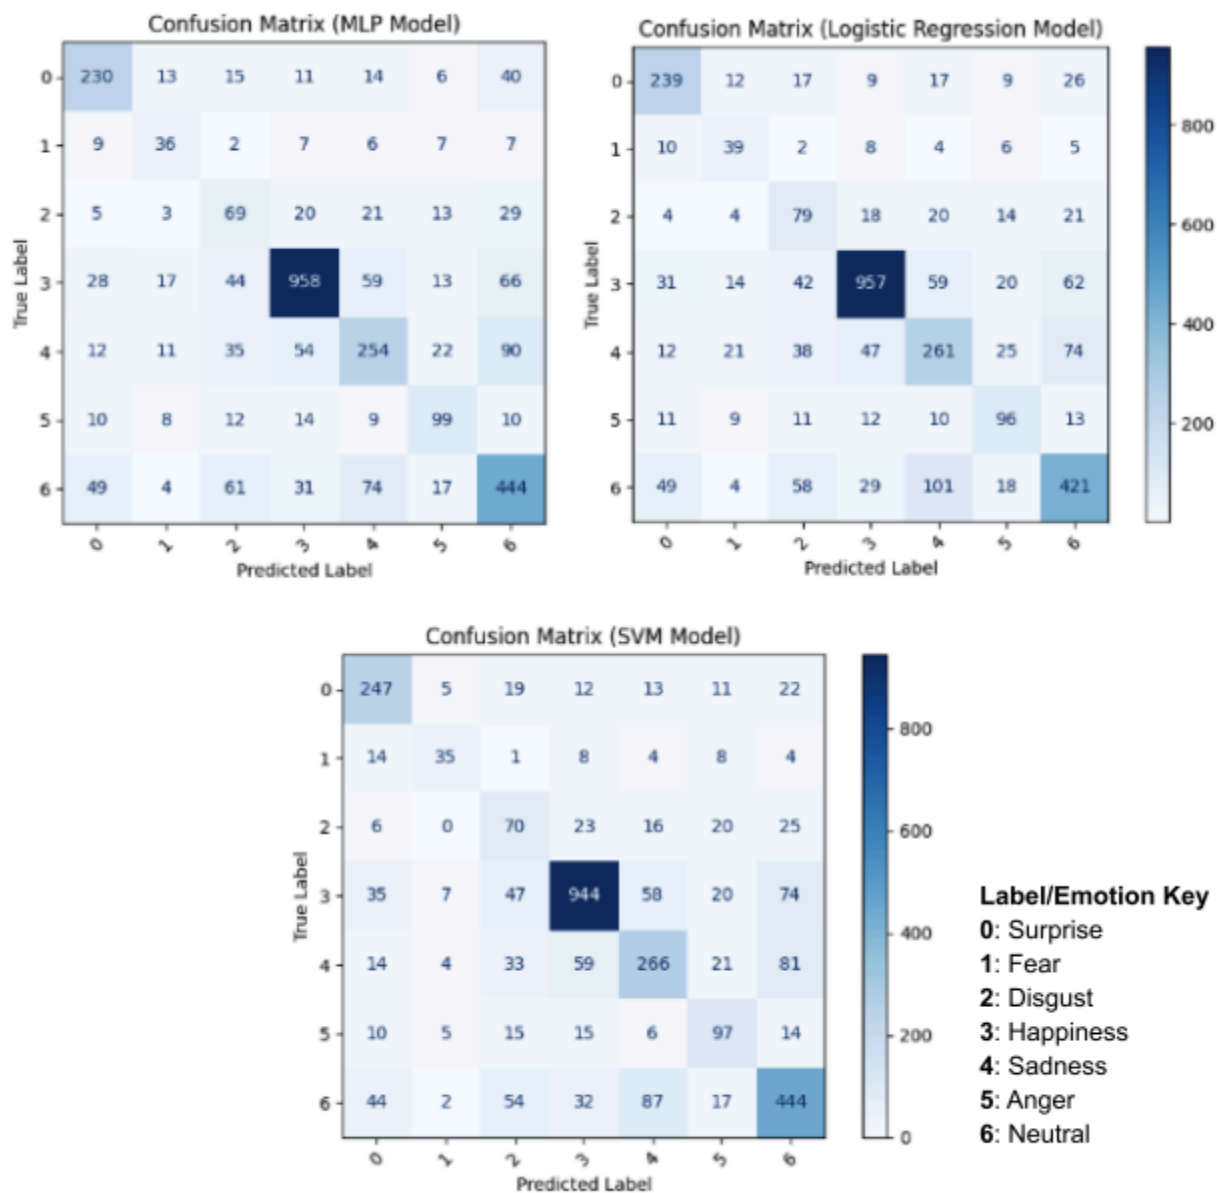 Confusion Matrix (MLP Model)
0 230 13 15 11 14 6 40
1 9 36 2 7 6 7 7
2 5 3 69 20 21 13 29
3 28 17 44 958 59 13 66
4 12 11 35 54 254 22 90
5 10 8 12 14 9 99 10
6 49 4 61 31 74 17 444
0 1 2 3 4 5 6
True Label
Predicted Label
Confusion Matrix (Logistic Regression Model)
0 239 12 17 9 17 9 26
1 10 39 2 8 4 6 5
2 4 4 79 18 20 14 21
3 31 14 42 957 59 20 62
4 12 21 38 47 261 25 74
5 11 9 11 12 10 96 13
6 49 4 58 29 101 18 421
0 1 2 3 4 5 6
True Label
Predicted Label
800
600
400
200
Confusion Matrix (SVM Model)
0 247 5 19 12 13 11 22
1 14 35 1 8 4 8 4
2 6 0 70 23 16 20 25
3 35 7 47 944 58 20 74
4 14 4 33 59 266 21 81
5 10 5 15 15 6 97 14
6 44 2 54 32 87 17 444
0 1 2 3 4 5 6
True Label
Predicted Label
800
600
400
200
0
Label/Emotion Key
0: Surprise
1: Fear
2: Disgust
3: Happiness
4: Sadness
5: Anger
6: Neutral